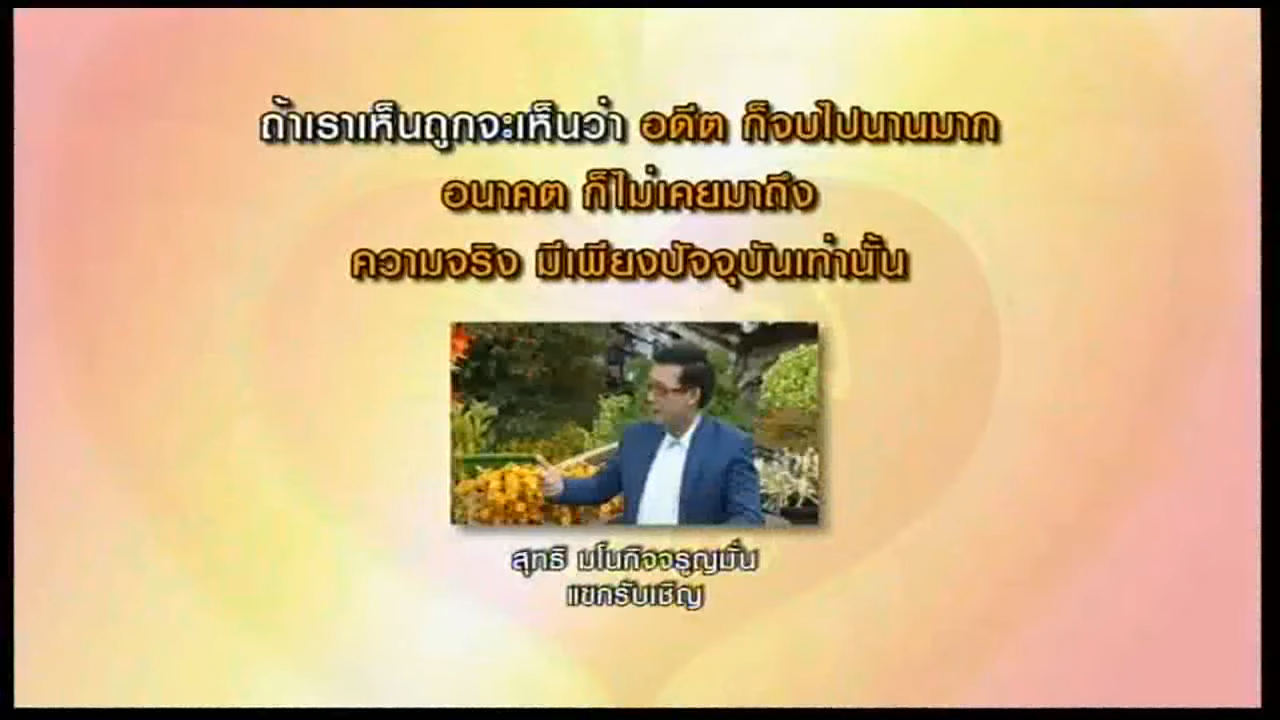 ถ้าเราเห็นถูกจะเห็นว่า อดีต ก็จบไปนานมาก
อนาคต ก็ไม่เคยมาถึง
ความจริง มีเพียงปัจจุบันเท่านั้น
สุทธิ มโนกิจจรูญมั่น
แขกรับเชิญ